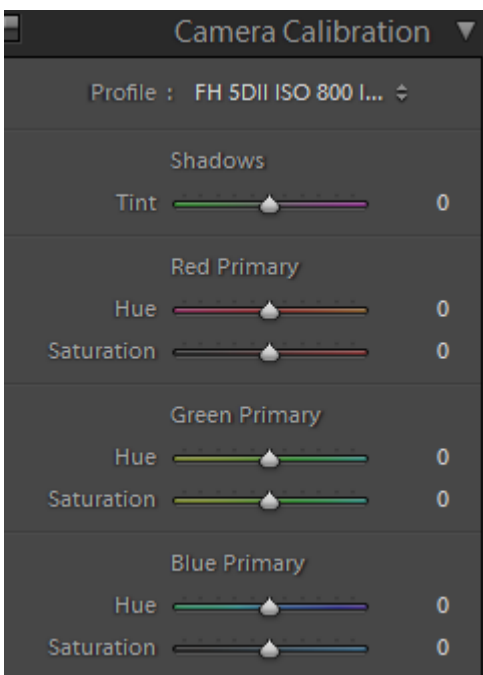 Camera Calibration
Profile : FH 5DII ISO 800 I...
Shadows
Tint 0
Red Primary
Hue 0
Saturation 0
Green Primary
Hue 0
Saturation 0
Blue Primary
Hue 0
Saturation 0